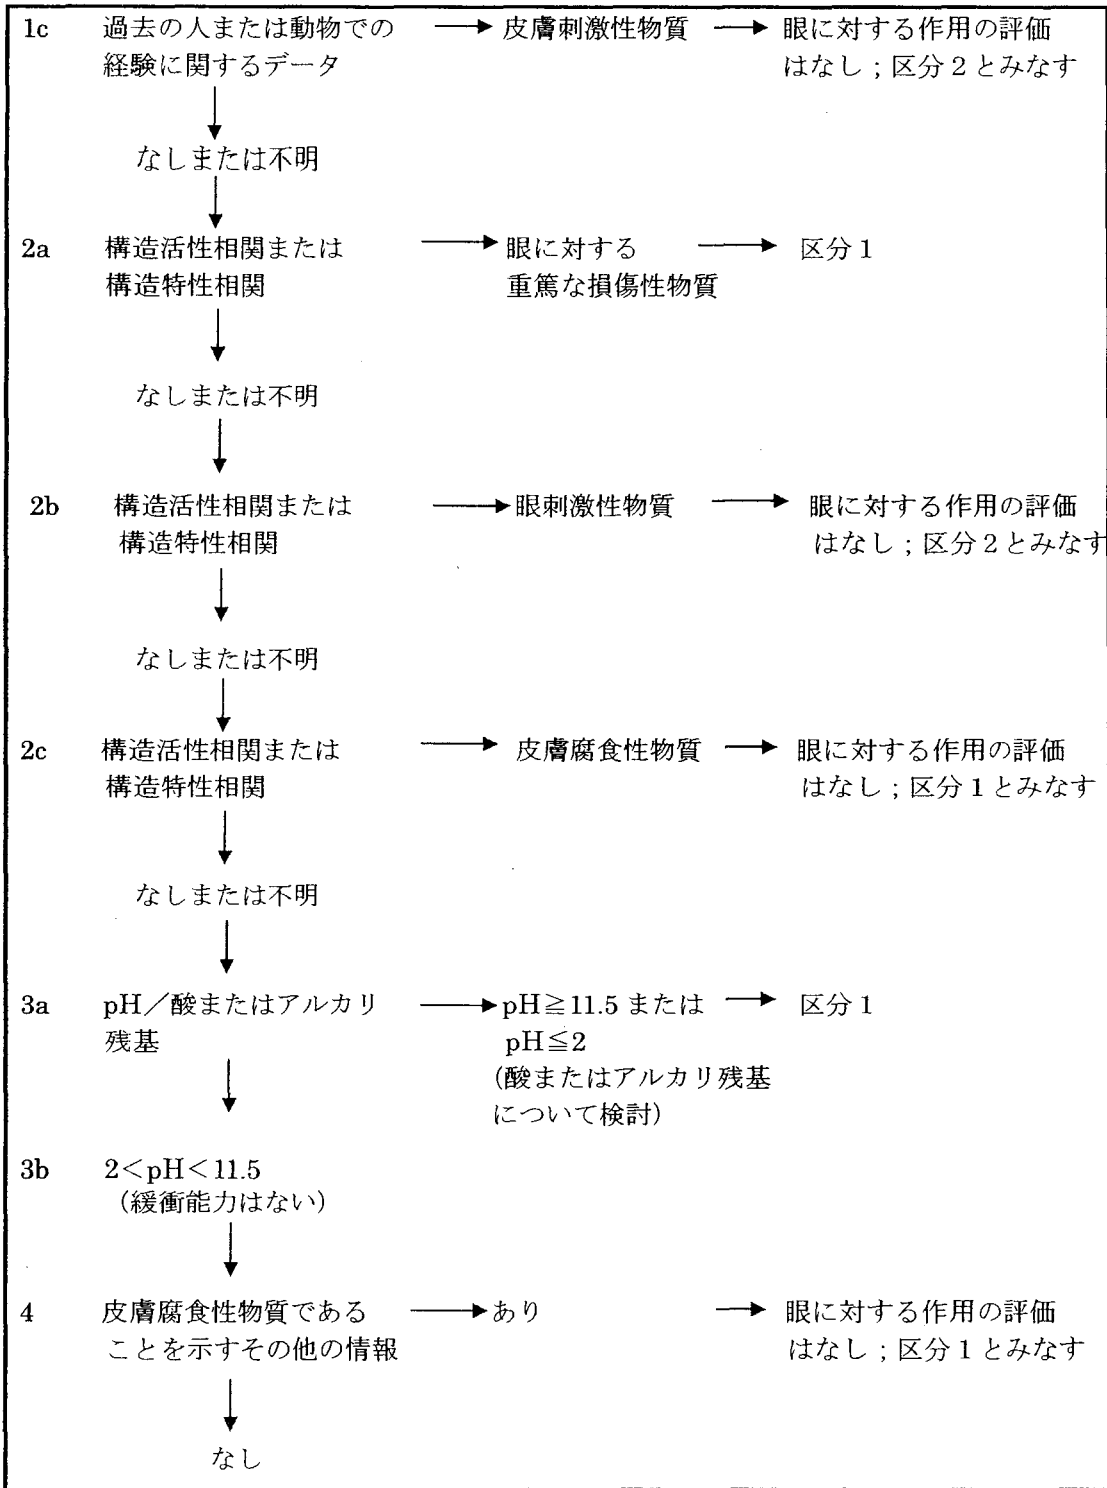 1c 過去の人または動物での → 皮膚刺激性物質 → 眼に対する作用の評価
経験に関するデータ はなし；区分２とみなす
なしまたは不明
2a 構造活性相関または → 眼に対する → 区分１
構造特性相関 重篤な損傷性物質
なしまたは不明
2b 構造活性相関または → 眼刺激性物質 → 眼に対する作用の評価
構造特性相関 はなし；区分２とみなす
なしまたは不明
2c 構造活性相関または → 皮膚腐食性物質 → 眼に対する作用の評価
構造特性相関 はなし；区分１とみなす
なしまたは不明
3a pH／酸またはアルカリ → pH≧11.5 または → 区分１
残基 pH≦2
(酸またはアルカリ残基
について検討)
3b 2＜pH＜11.5
（緩衝能力はない）
4 皮膚腐食性物質である → あり → 眼に対する作用の評価
ことを示すその他の情報 はなし；区分１とみなす
なし